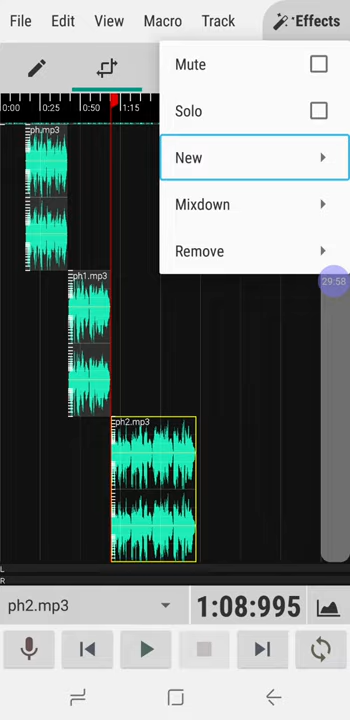 File Edit View Macro Track Effects
Mute
Solo
New
Mixdown
Remove
0:00 0:25 0:50 1:15
ph.mp3
ph1.mp3
29:58
ph2.mp3
L
R
ph2.mp3 1:08:995